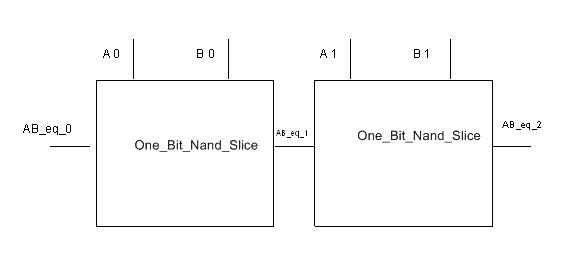 A 0
B 0
A 1
B 1
AB_eq_0
One_Bit_Nand_Slice
AB_eq_1
One_Bit_Nand_Slice
AB_eq_2